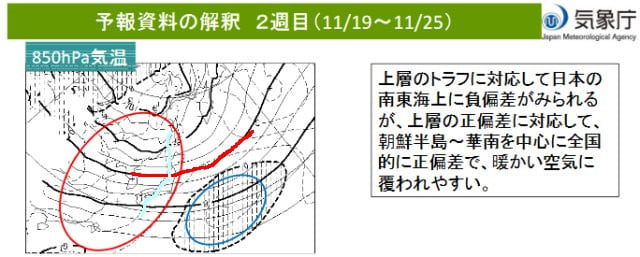 予報資料の解釈 2週目(11/19～11/25)
気象庁
Japan Meteorological Agency
850hPa気温
上層のトラフに対応して日本の
南東海上に負偏差がみられる
が、上層の正偏差に対応して、
朝鮮半島～華南を中心に全国
的に正偏差で、暖かい空気に
覆われやすい。